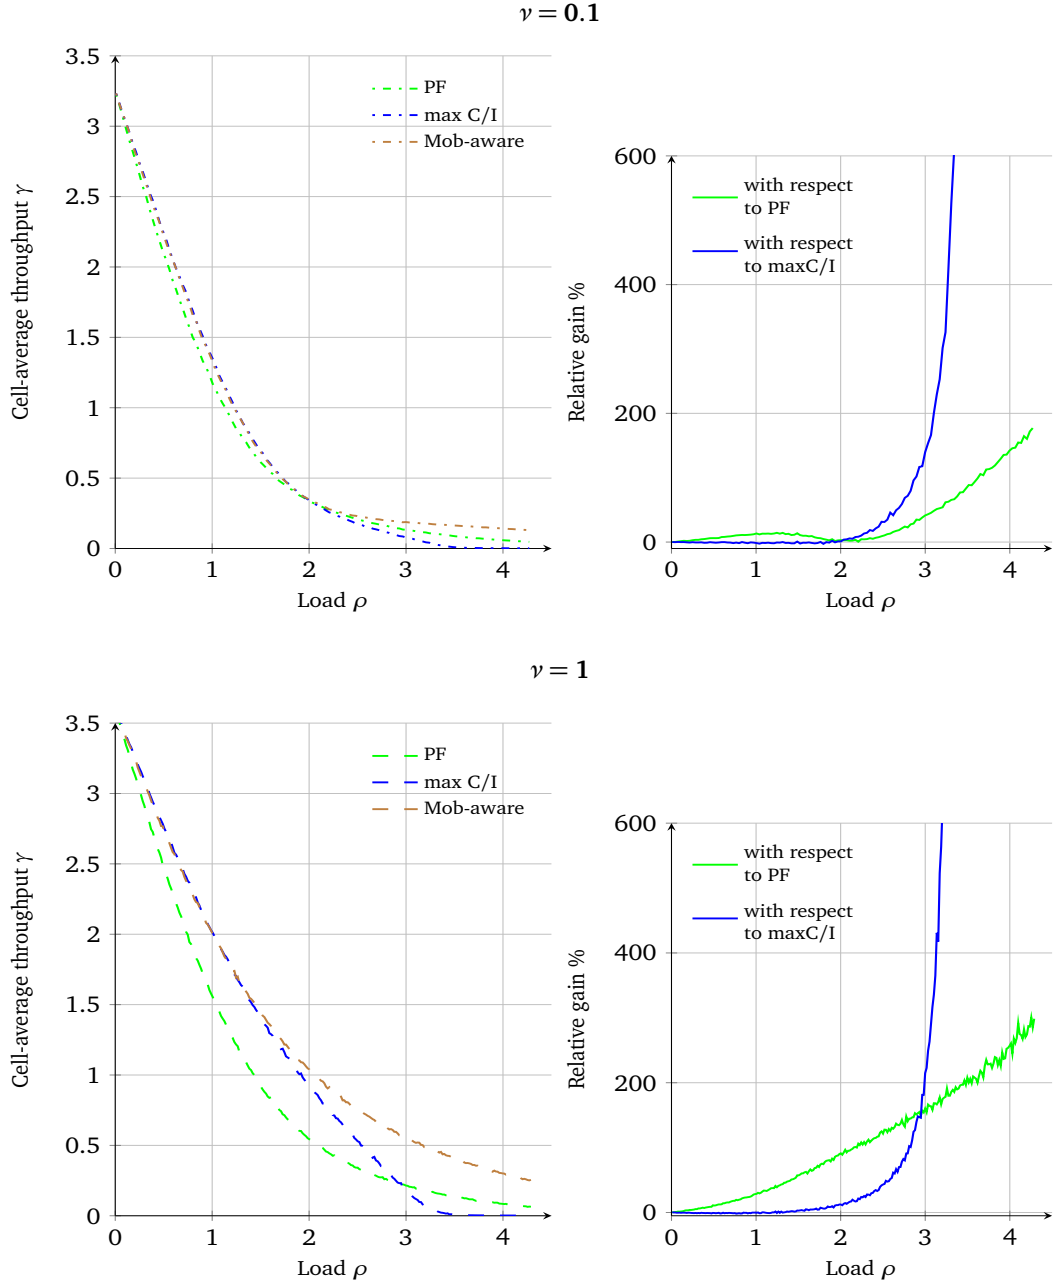 ν = 0.1
Cell-average throughput γ
3.5
3
2.5
2
1.5
1
0.5
0
0 1 2 3 4
Load ρ
PF
max C/I
Mob-aware
Relative gain %
600
400
200
0
0 1 2 3 4
Load ρ
with respect
to PF
with respect
to maxC/I
ν = 1
Cell-average throughput γ
3.5
3
2.5
2
1.5
1
0.5
0
0 1 2 3 4
Load ρ
PF
max C/I
Mob-aware
Relative gain %
600
400
200
0
0 1 2 3 4
Load ρ
with respect
to PF
with respect
to maxC/I